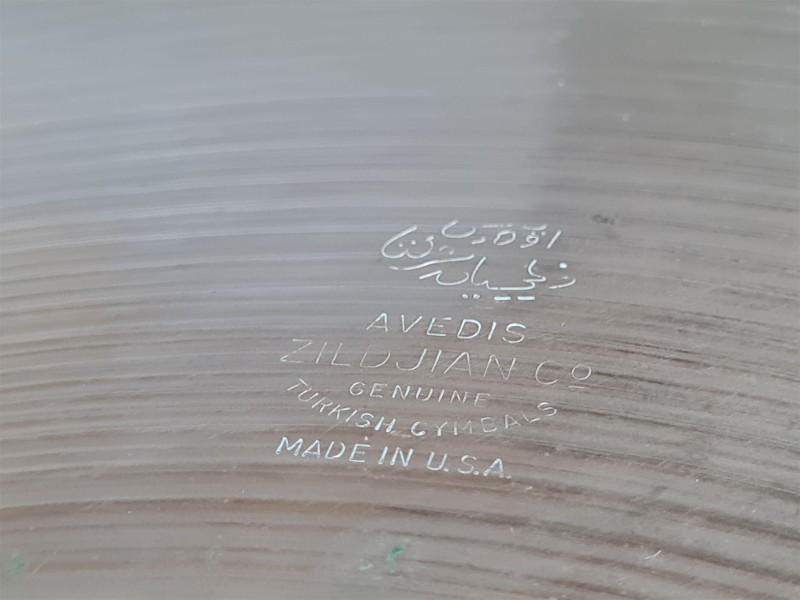 AVEDIS
ZILDJIAN Cº
GENUINE
TURKISH CYMBALS
MADE IN U.S.A.